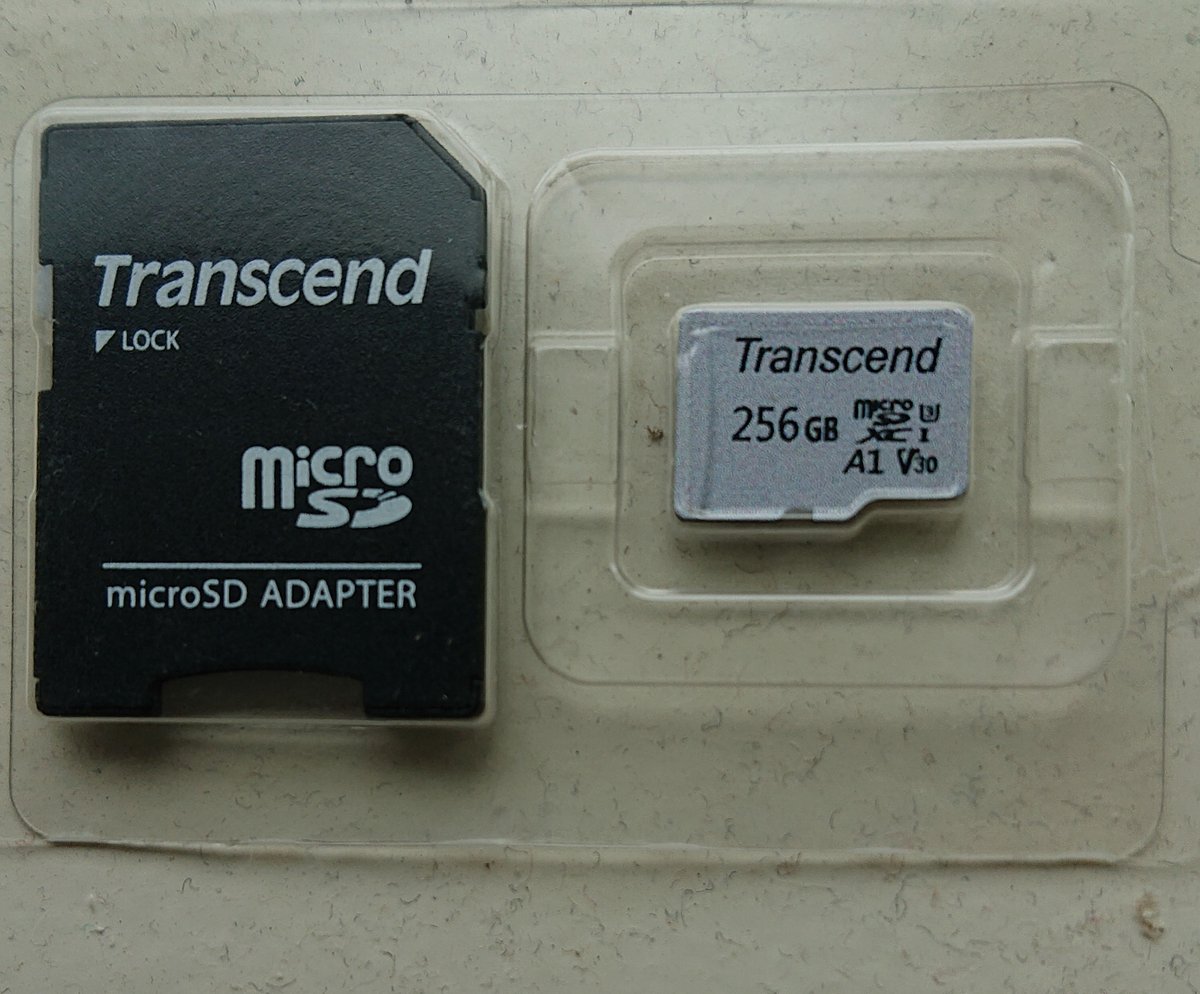 Transcend
LOCK
micro
SD
microSD ADAPTER
Transcend
256GB micro SD XC U3 I
A1 V30